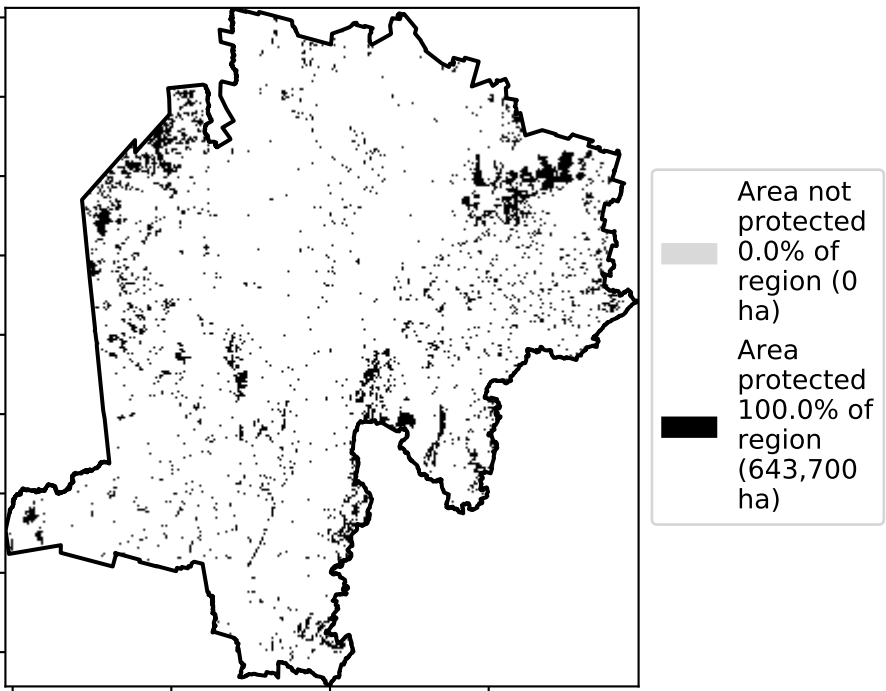 Area not
protected
0.0% of
region (0
ha)
Area
protected
100.0% of
region
(643,700
ha)